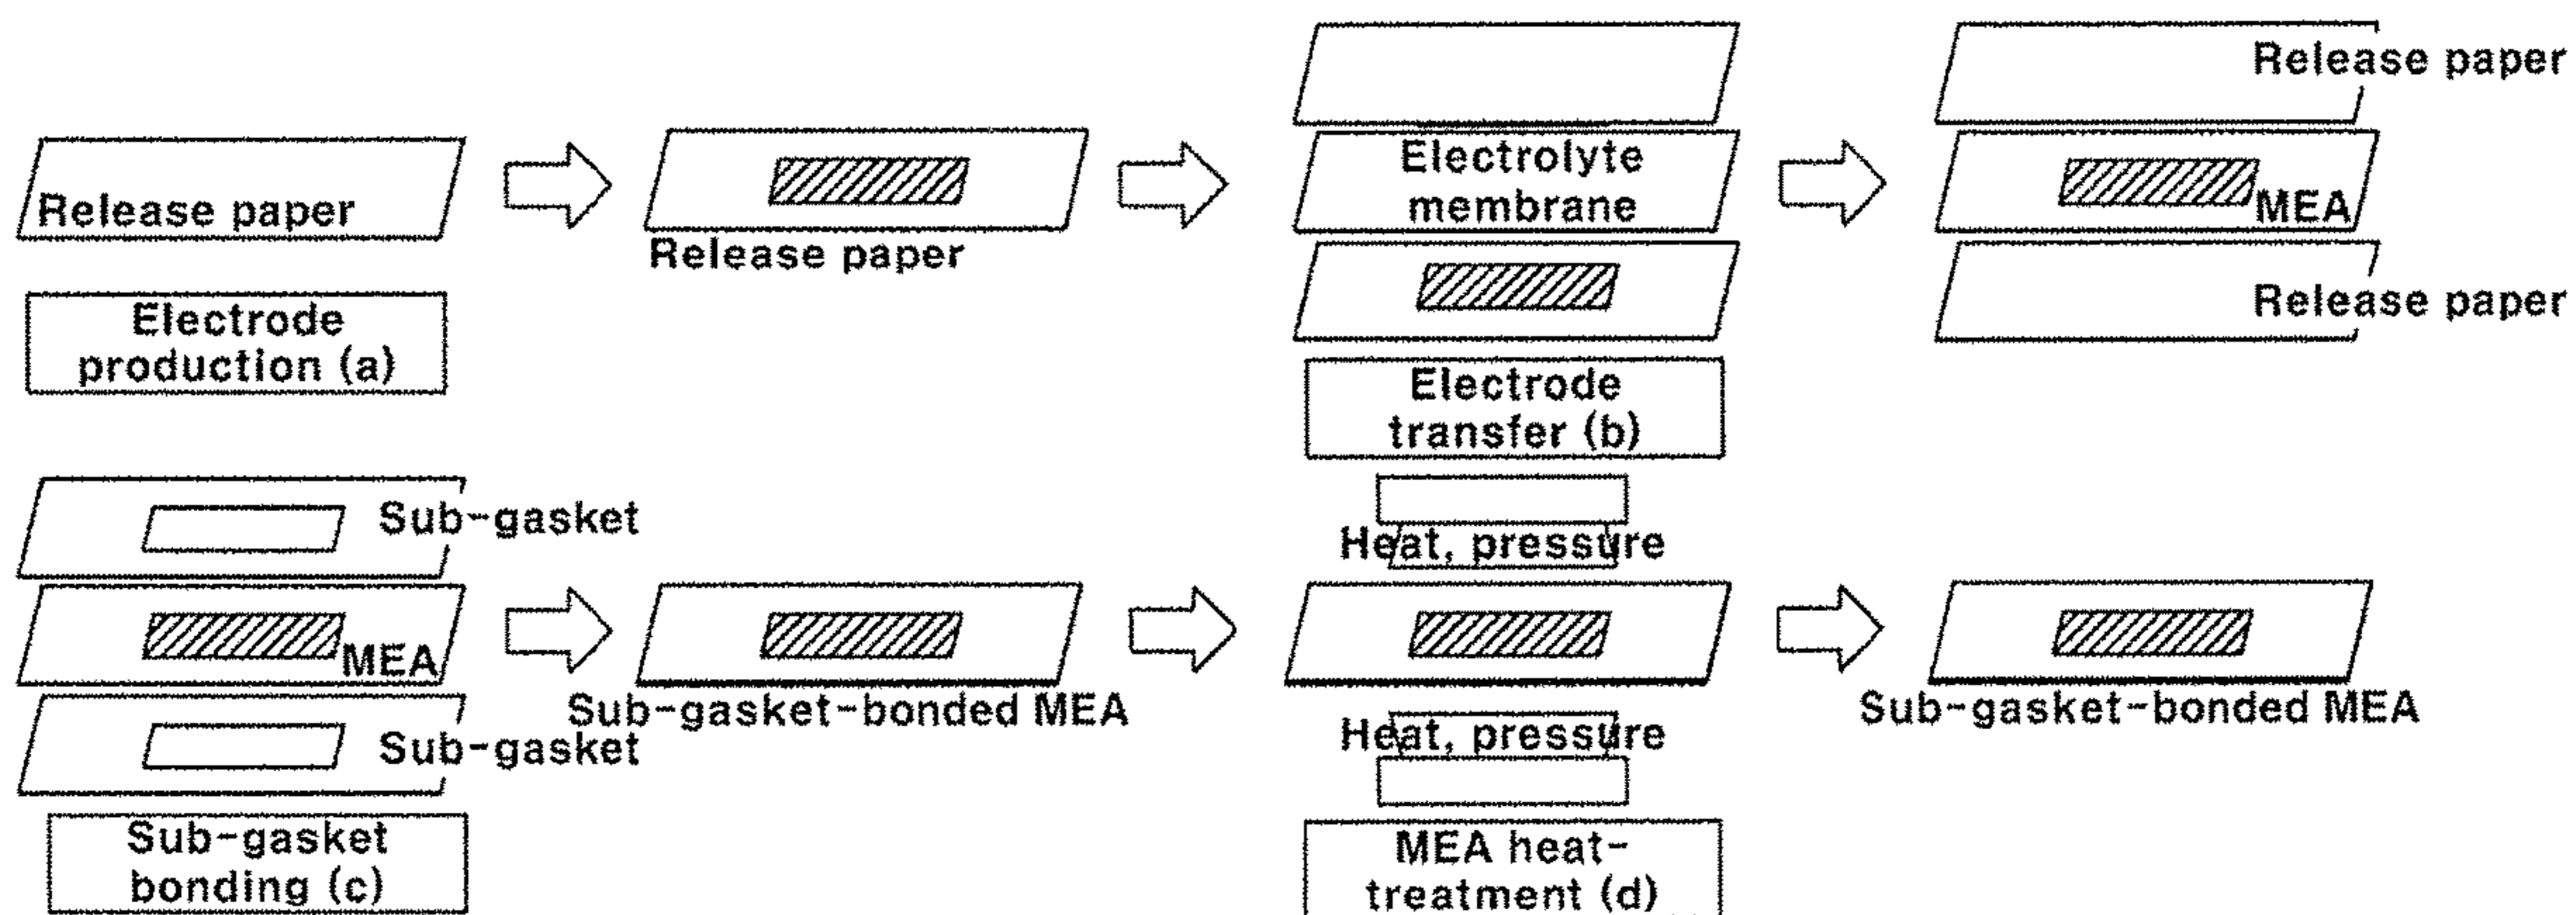 Release paper
Release paper
Electrode
production (a)
Electrolyte
membrane
Electrode
transfer (b)
Release paper
MEA
Release paper
Sub-gasket
MEA
Sub-gasket
Sub-gasket
bonding (c)
Sub-gasket-bonded MEA
Heat, pressure
Heat, pressure
MEA heat-
treatment (d)
Sub-gasket-bonded MEA